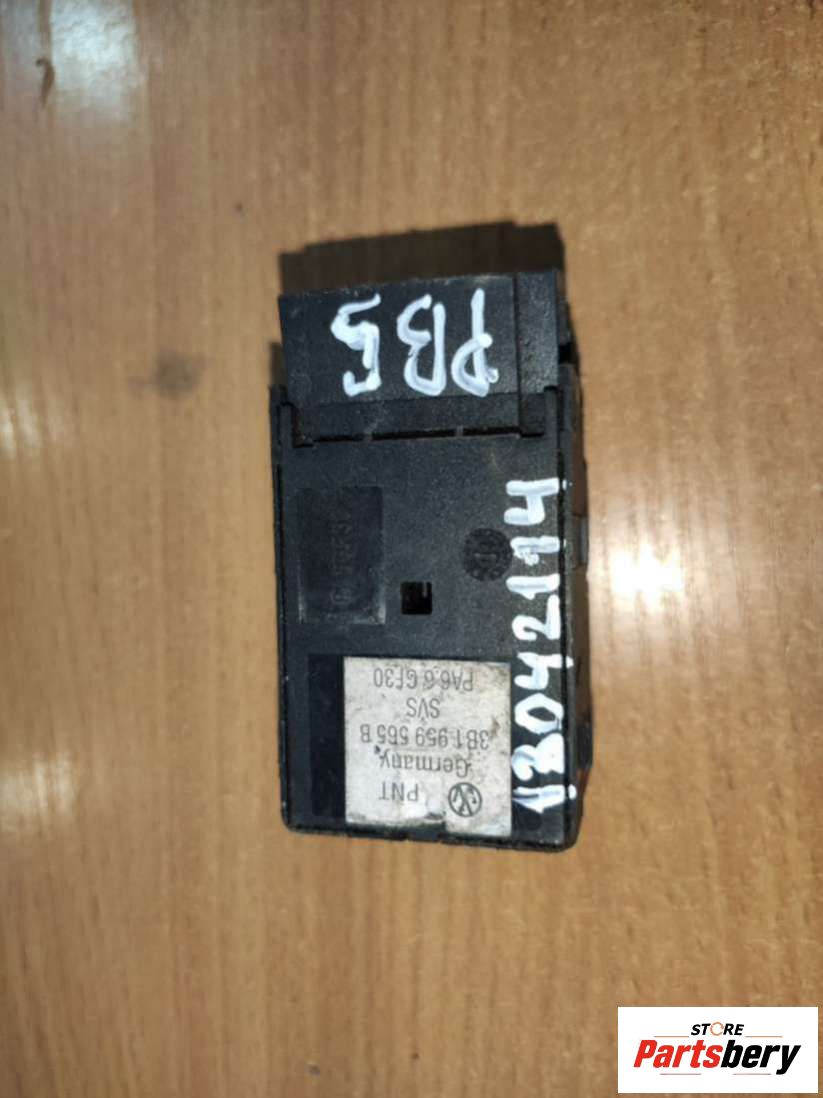 PB5
13042114
PNT
Germany
3B1 959 565 B
SVS
PA6.6 GF30
STORE
Partsbery